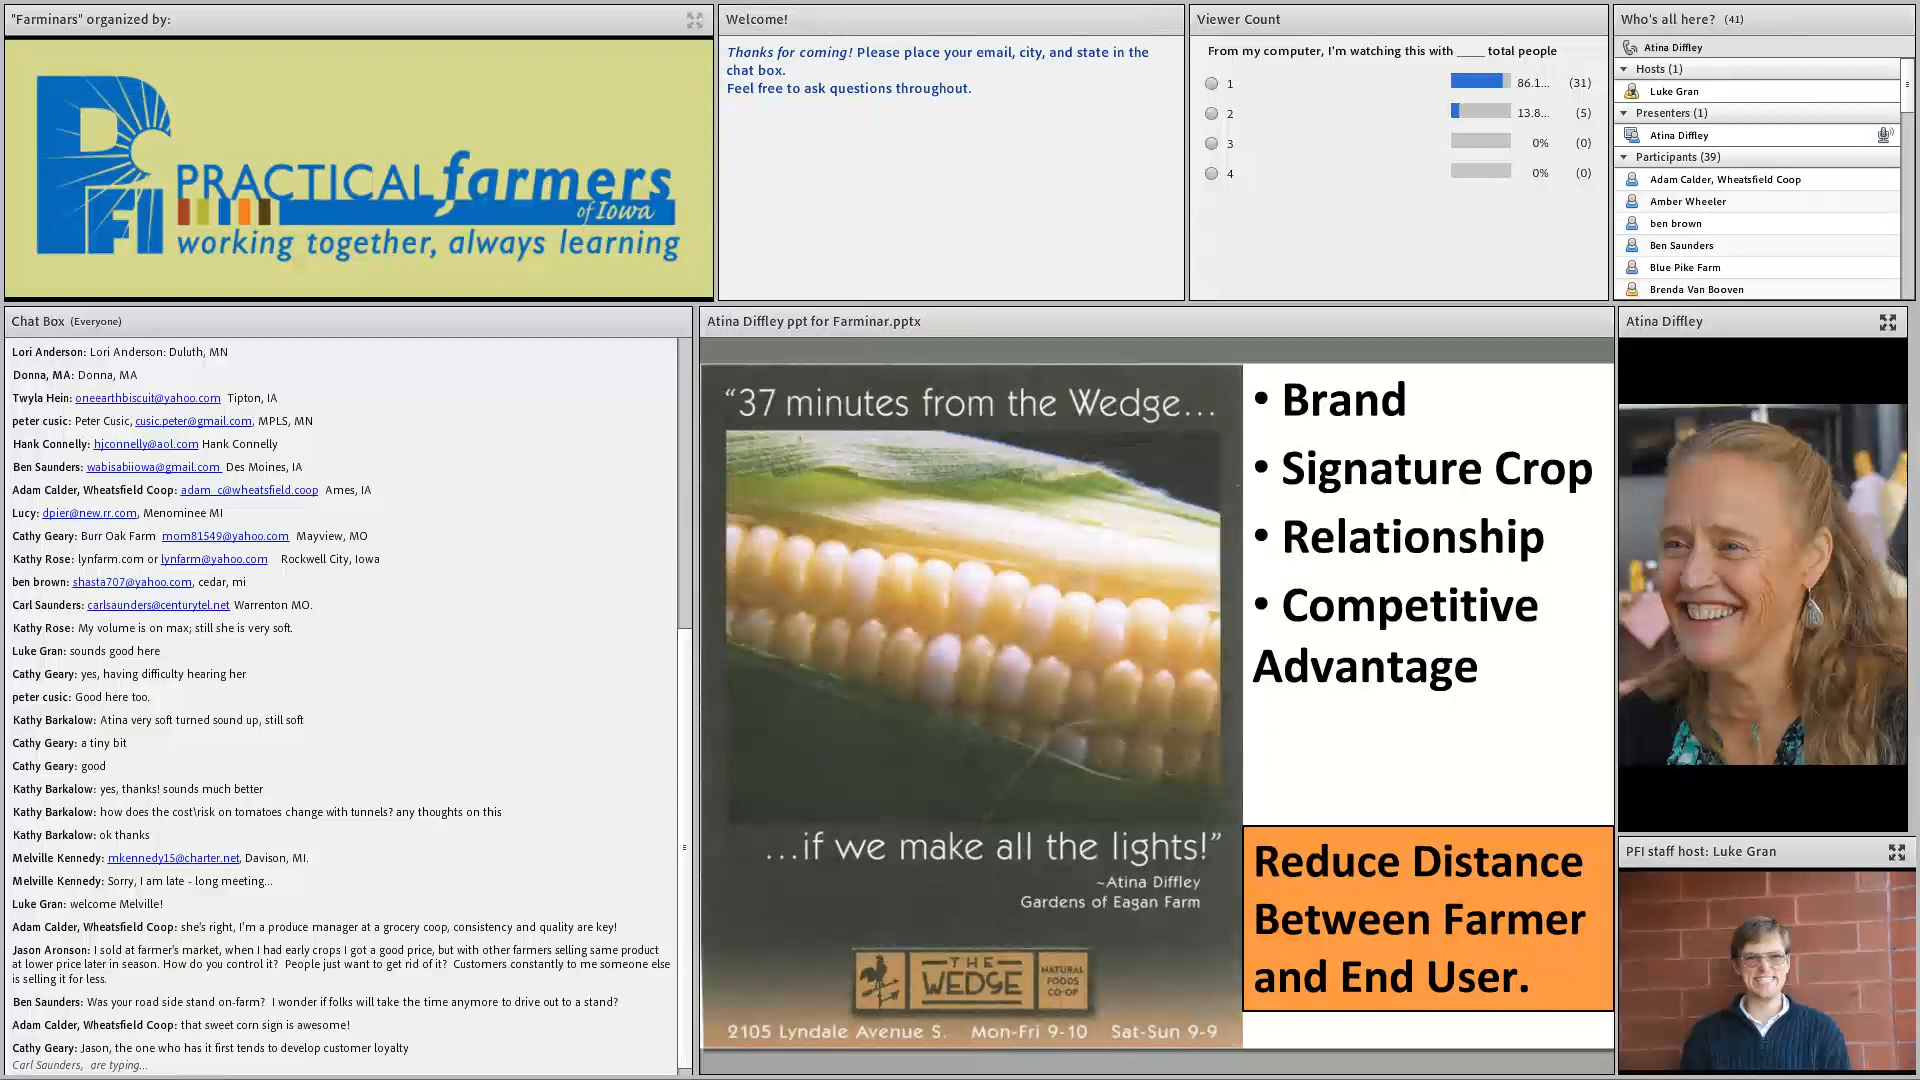 "Farminars" organized by:
PFI
PRACTICAL farmers
of Iowa
working together, always learning
Welcome!
Thanks for coming! Please place your email, city, and state in the
chat box.
Feel free to ask questions throughout.
Viewer Count
From my computer, I'm watching this with ____ total people
1 86.1... (31)
2 13.8... (5)
3 0% (0)
4 0% (0)
Who's all here? (41)
Atina Diffley
Hosts (1)
Luke Gran
Presenters (1)
Atina Diffley
Participants (39)
Adam Calder, Wheatsfield Coop
Amber Wheeler
ben brown
Ben Saunders
Blue Pike Farm
Brenda Van Booven
Chat Box (Everyone)
Lori Anderson: Lori Anderson: Duluth, MN
Donna, MA: Donna, MA
Twyla Hein: oneearthbiscuit@yahoo.com Tipton, IA
peter cusic: Peter Cusic, cusic.peter@gmail.com, MPLS, MN
Hank Connelly: hjconnelly@aol.com Hank Connelly
Ben Saunders: wabisabiiowa@gmail.com Des Moines, IA
Adam Calder, Wheatsfield Coop: adam_c@wheatsfield.coop Ames, IA
Lucy: dpier@new.rr.com, Menominee MI
Cathy Geary: Burr Oak Farm mom81549@yahoo.com Mayview, MO
Kathy Rose: lynfarm.com or lynfarm@yahoo.com Rockwell City, Iowa
ben brown: shasta707@yahoo.com, cedar, mi
Carl Saunders: carlsaunders@centurytel.net Warrenton MO.
Kathy Rose: My volume is on max; still she is very soft.
Luke Gran: sounds good here
Cathy Geary: yes, having difficulty hearing her
peter cusic: Good here too.
Kathy Barkalow: Atina very soft turned sound up, still soft
Cathy Geary: a tiny bit
Cathy Geary: good
Kathy Barkalow: yes, thanks! sounds much better
Kathy Barkalow: how does the cost\risk on tomatoes change with tunnels? any thoughts on this
Kathy Barkalow: ok thanks
Melville Kennedy: mkennedy15@charter.net, Davison, MI.
Melville Kennedy: Sorry, I am late - long meeting...
Luke Gran: welcome Melville!
Adam Calder, Wheatsfield Coop: she's right, I'm a produce manager at a grocery coop, consistency and quality are key!
Jason Aronson: I sold at farmer's market, when I had early crops I got a good price, but with other farmers selling same product
at lower price later in season. How do you control it? People just want to get rid of it? Customers constantly to me someone else
is selling it for less.
Ben Saunders: Was your road side stand on-farm? I wonder if folks will take the time anymore to drive out to a stand?
Adam Calder, Wheatsfield Coop: that sweet corn sign is awesome!
Cathy Geary: Jason, the one who has it first tends to develop customer loyalty
Carl Saunders, are typing...
Atina Diffley ppt for Farminar.pptx
"37 minutes from the Wedge...
...if we make all the lights!"
~Atina Diffley
Gardens of Eagan Farm
THE
WEDGE
NATURAL
FOODS
CO-OP
2105 Lyndale Avenue S. Mon-Fri 9-10 Sat-Sun 9-9
• Brand
• Signature Crop
• Relationship
• Competitive
Advantage
Reduce Distance
Between Farmer
and End User.
Atina Diffley
PFI staff host: Luke Gran